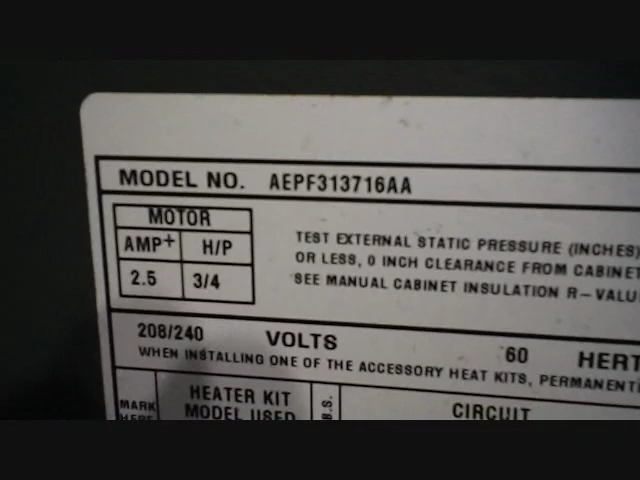 MODEL NO. AEPF313716AA
MOTOR
AMP+ H/P
2.5 3/4
TEST EXTERNAL STATIC PRESSURE (INCHES)
OR LESS, 0 INCH CLEARANCE FROM CABINET
SEE MANUAL CABINET INSULATION R-VALU
208/240 VOLTS 60 HERT
WHEN INSTALLING ONE OF THE ACCESSORY HEAT KITS, PERMANENT
MARK
HERE
HEATER KIT
MODEL USED
B.S.
CIRCUIT